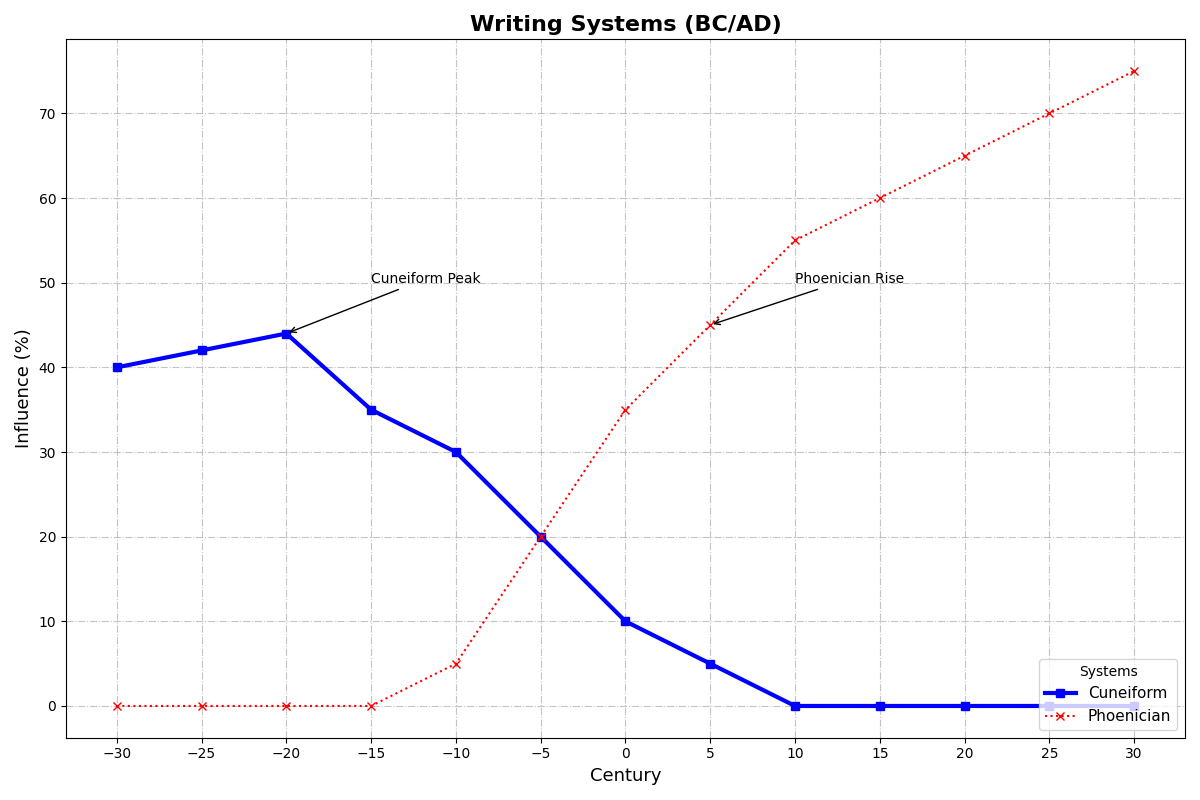 Writing Systems (BC/AD)
Influence (%)
70
60
50
40
30
20
10
0
Cuneiform Peak
Phoenician Rise
Systems
Cuneiform
Phoenician
−30 −25 −20 −15 −10 −5 0 5 10 15 20 25 30
Century